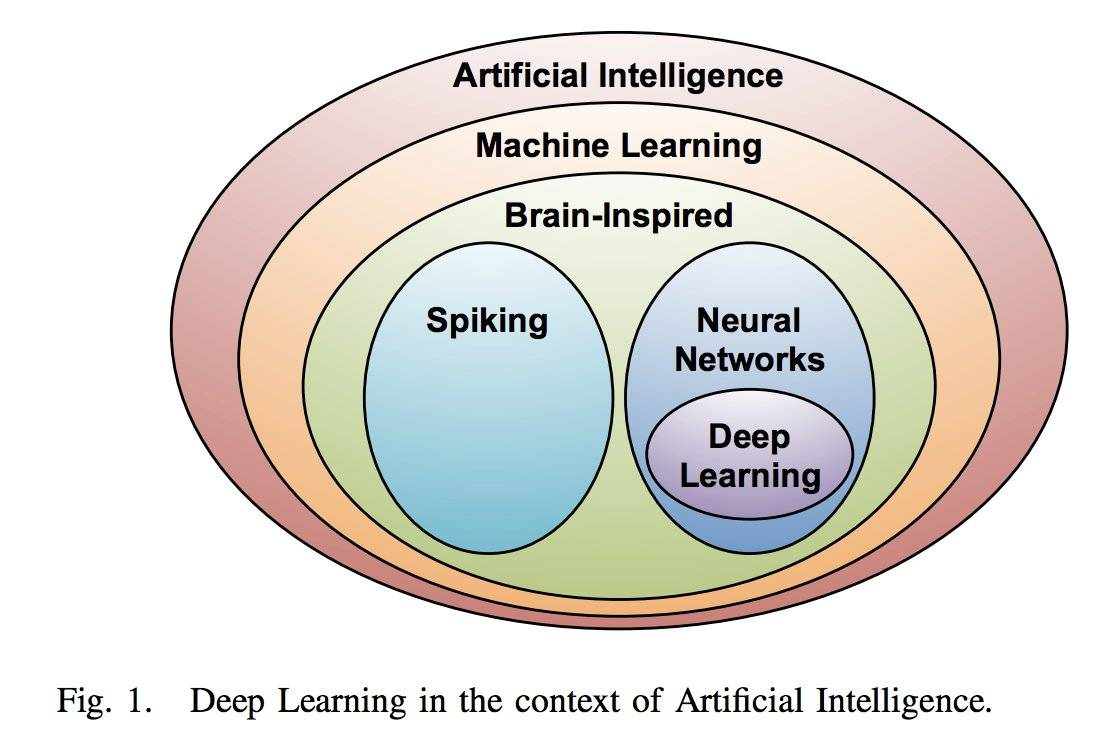 Artificial Intelligence
Machine Learning
Brain-Inspired
Spiking
Neural
Networks
Deep
Learning
Fig. 1. Deep Learning in the context of Artificial Intelligence.